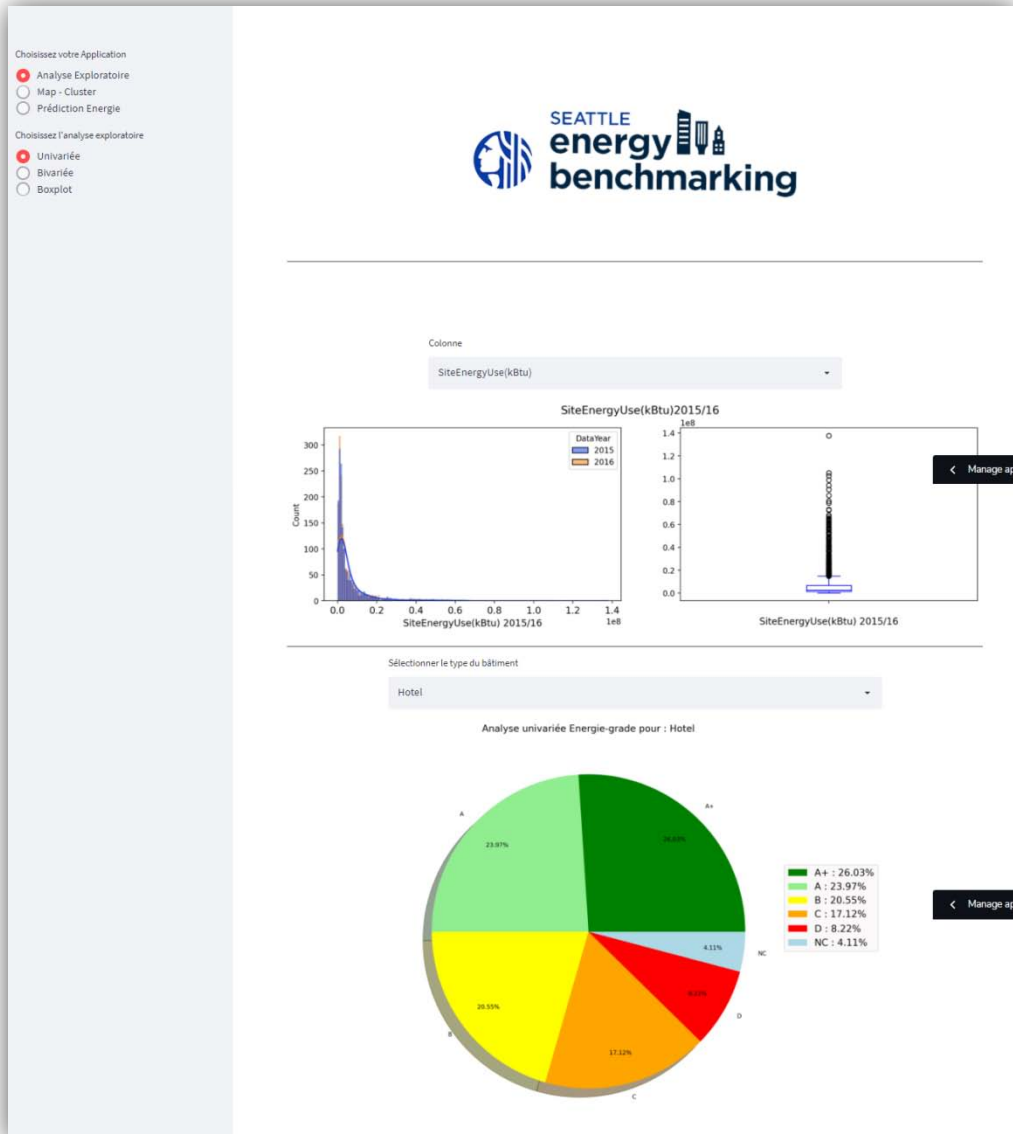 Choisissez votre Application
Analyse Exploratoire
Map - Cluster
Prédiction Energie
Choisissez l'analyse exploratoire
Univariée
Bivariée
Boxplot
SEATTLE
energy
benchmarking
Colonne
SiteEnergyUse(kBtu)
SiteEnergyUse(kBtu)2015/16
300
250
200
150
100
50
0
Count
0.0 0.2 0.4 0.6 0.8 1.0 1.2 1.4
1e8
SiteEnergyUse(kBtu) 2015/16
DataYear
2015
2016
1e8
1.4
1.2
1.0
0.8
0.6
0.4
0.2
0.0
SiteEnergyUse(kBtu) 2015/16
Manage ap
Sélectionner le type du bâtiment
Hotel
Analyse univariée Energie-grade pour : Hotel
A+
26.03%
A
23.97%
B
20.55%
C
17.12%
D
8.22%
NC
4.11%
A+ : 26.03%
A : 23.97%
B : 20.55%
C : 17.12%
D : 8.22%
NC : 4.11%
Manage ap